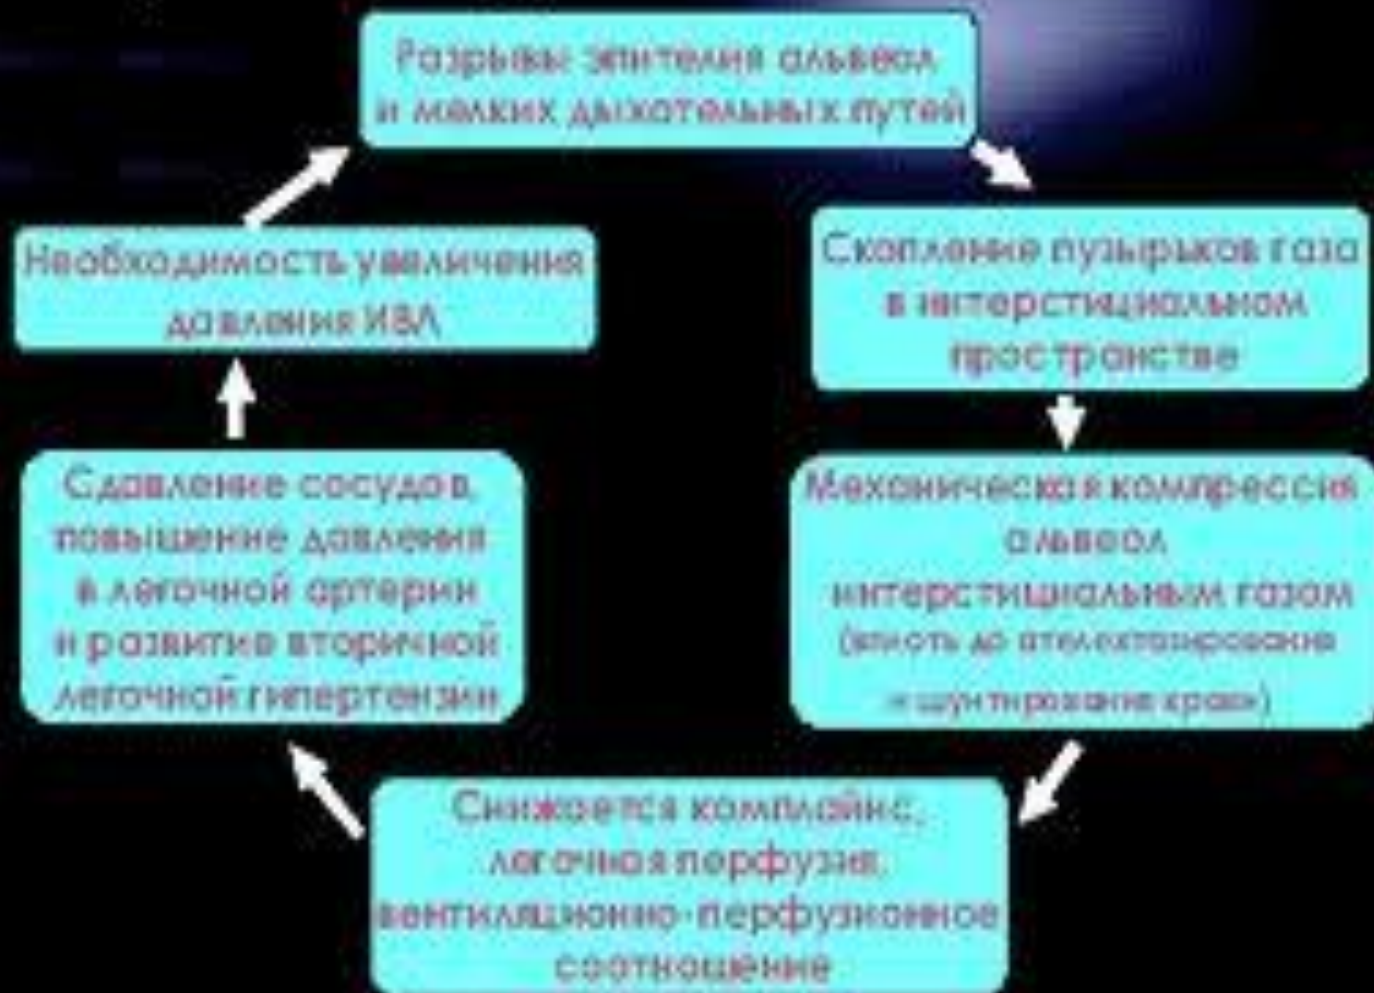 Разрывы эпителия альвеол
и мелких дыхательных путей
Скопление пузырьков газа
в интерстициальном
пространстве
Механическая компрессия
альвеол
интерстициальным газом
(вплоть до ателектазирования
и шунтирование крови)
Снижается комплайнс,
легочная перфузия,
вентиляционно-перфузионное
соотношение
Сдавление сосудов,
повышение давления
в легочной артерии
и развитие вторичной
легочной гипертензии
Необходимость увеличения
давления ИВЛ